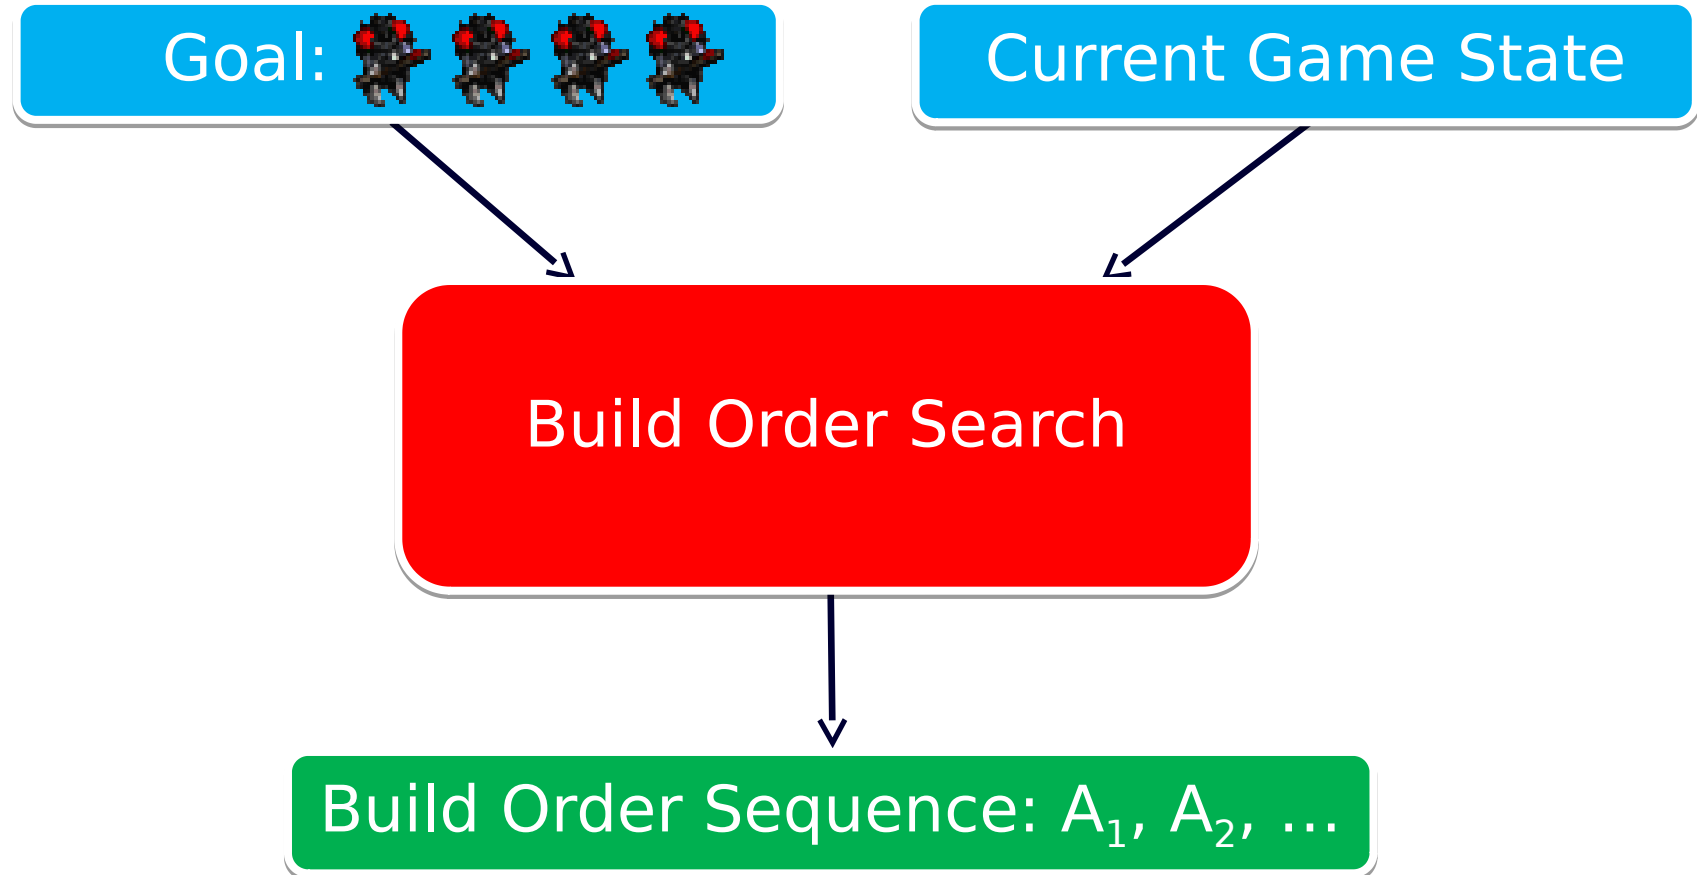 Goal:
Current Game State
Build Order Search
Build Order Sequence: A₁, A₂, ...